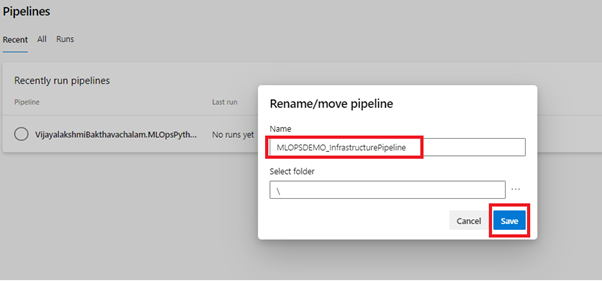 Pipelines
Recent All Runs
Recently run pipelines
Pipeline Last run
VijayalakshmiBakthavachalam.MLOpsPyth... No runs yet
Rename/move pipeline
Name
MLOPSDEMO_InfrastructurePipeline
Select folder
\ ...
Cancel Save